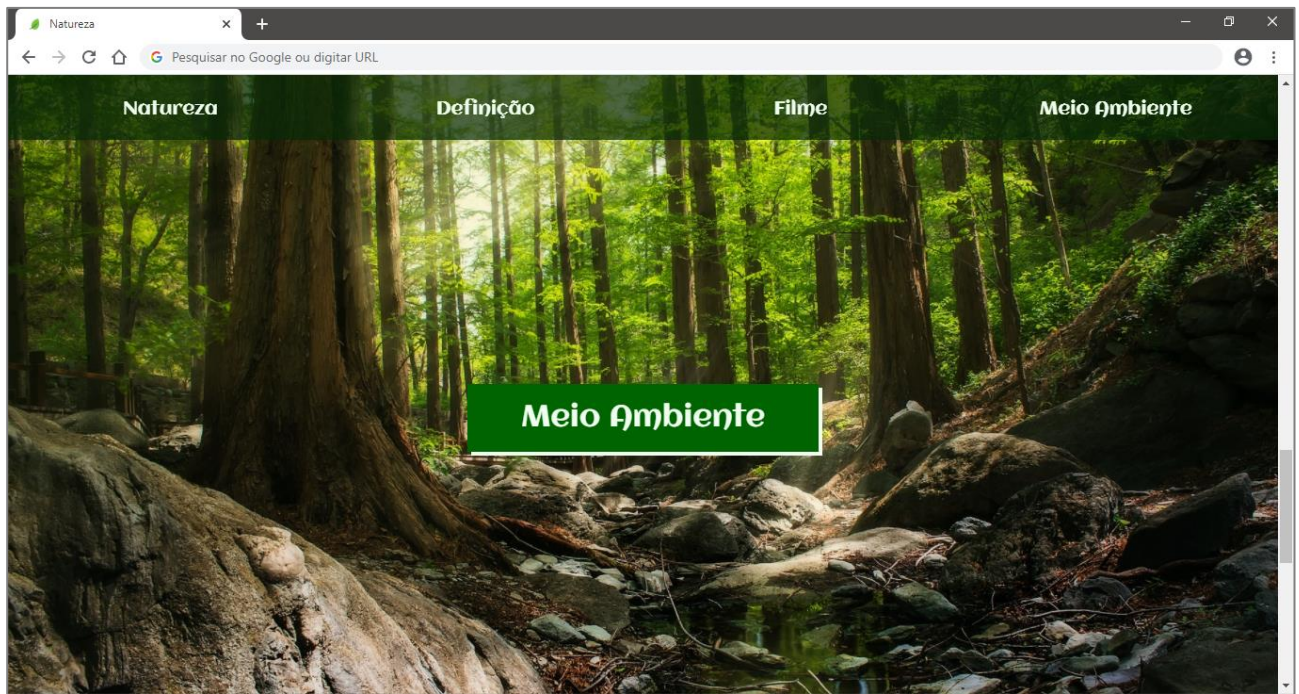 Natureza
Pesquisar no Google ou digitar URL
Natureza Definição Filme Meio Ambiente
Meio Ambiente